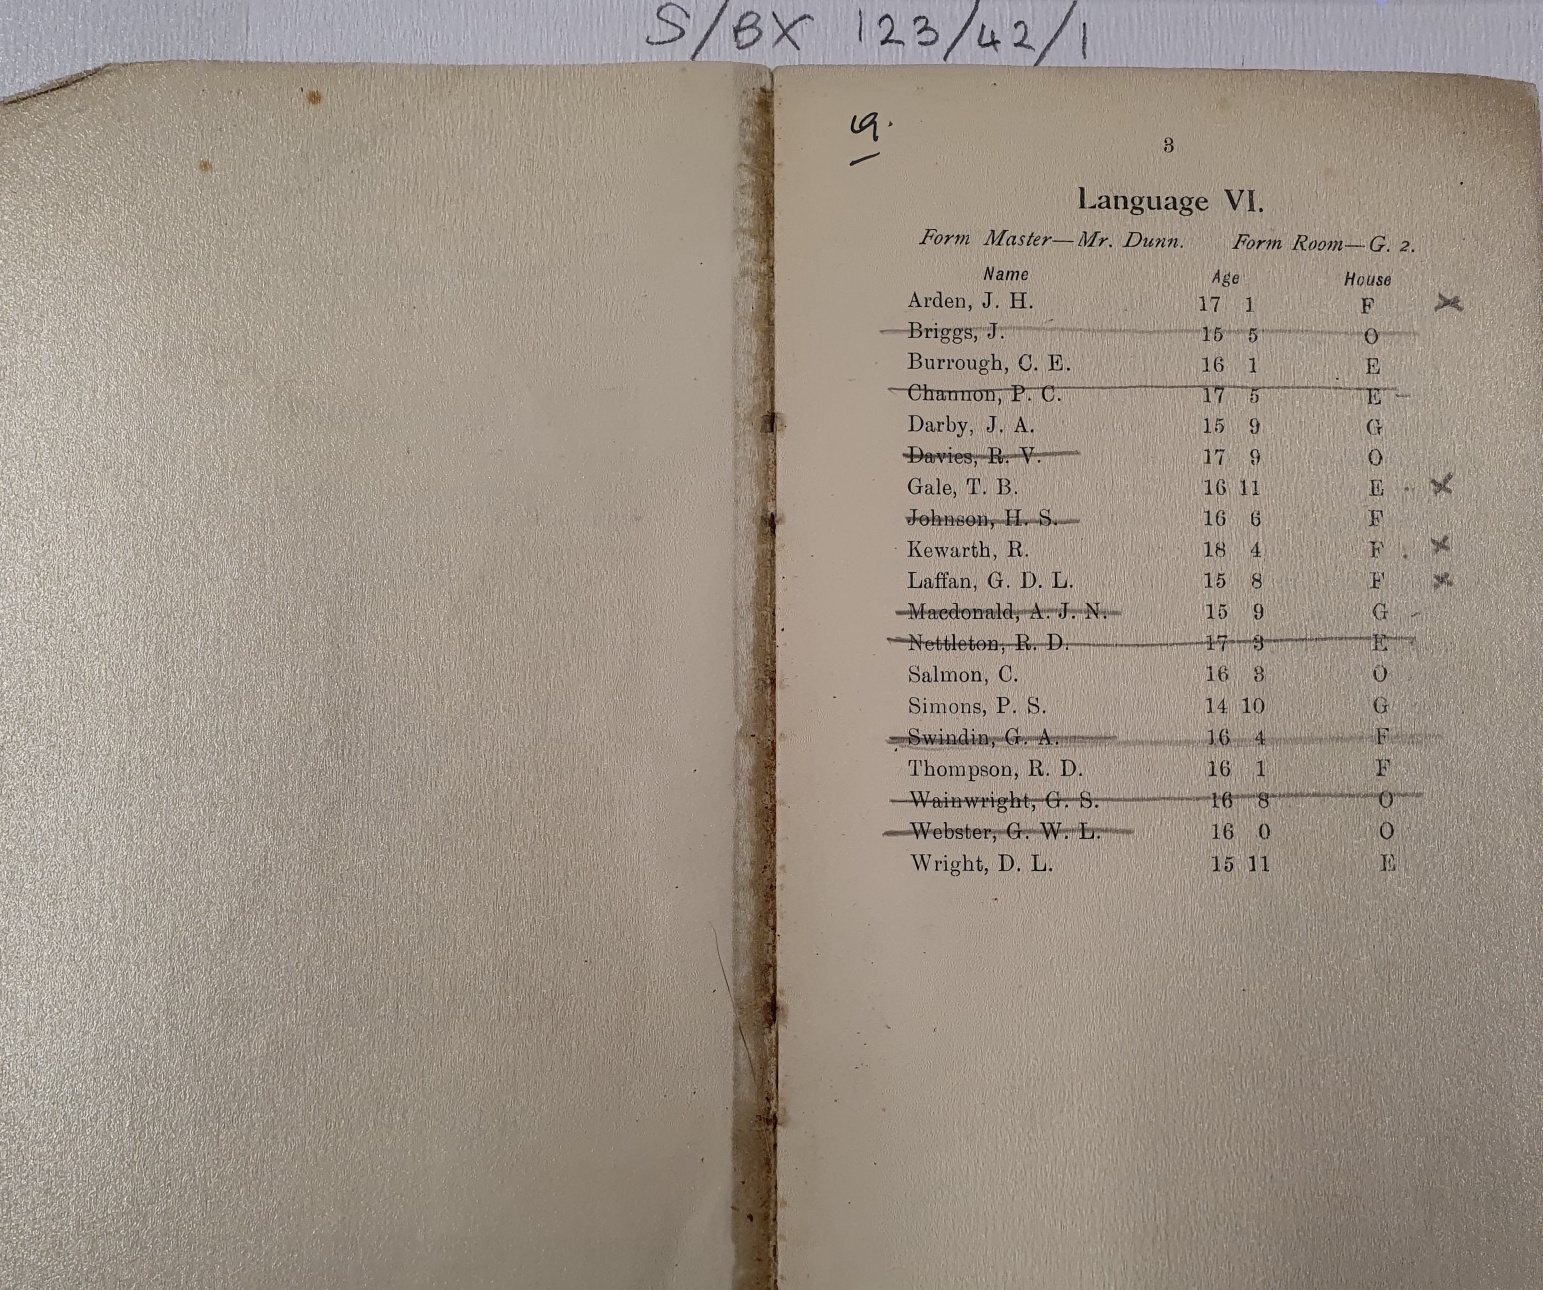 S/BX 123/42/1
19.
3
Language VI.
Form Master—Mr. Dunn. Form Room—G. 2.
Name Age House
Arden, J. H. 17 1 F x
Briggs, J. 15 5 O
Burrough, C. E. 16 1 E
Channon, P. C. 17 5 E
Darby, J. A. 15 9 G
Davies, R. V. 17 9 O
Gale, T. B. 16 11 E x
Johnson, H. S. 16 6 F
Kewarth, R. 18 4 F x
Laffan, G. D. L. 15 8 F x
Macdonald, A. J. N. 15 9 G
Nettleton, R. D. 17 3 E
Salmon, C. 16 3 O
Simons, P. S. 14 10 G
Swindin, G. A. 16 4 F
Thompson, R. D. 16 1 F
Wainwright, G. S. 16 8 O
Webster, G. W. L. 16 0 O
Wright, D. L. 15 11 E